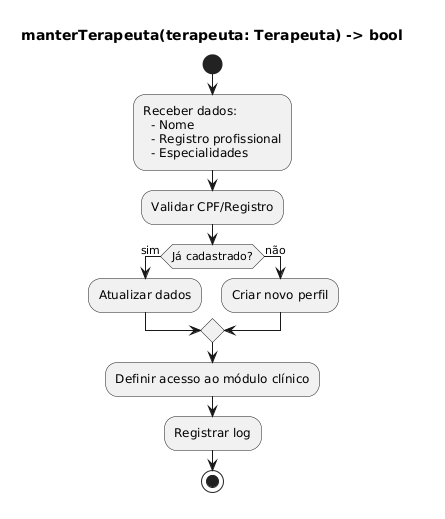 manterTerapeuta(terapeuta: Terapeuta) -> bool
Receber dados:
- Nome
- Registro profissional
- Especialidades
Validar CPF/Registro
Já cadastrado?
sim
não
Atualizar dados
Criar novo perfil
Definir acesso ao módulo clínico
Registrar log